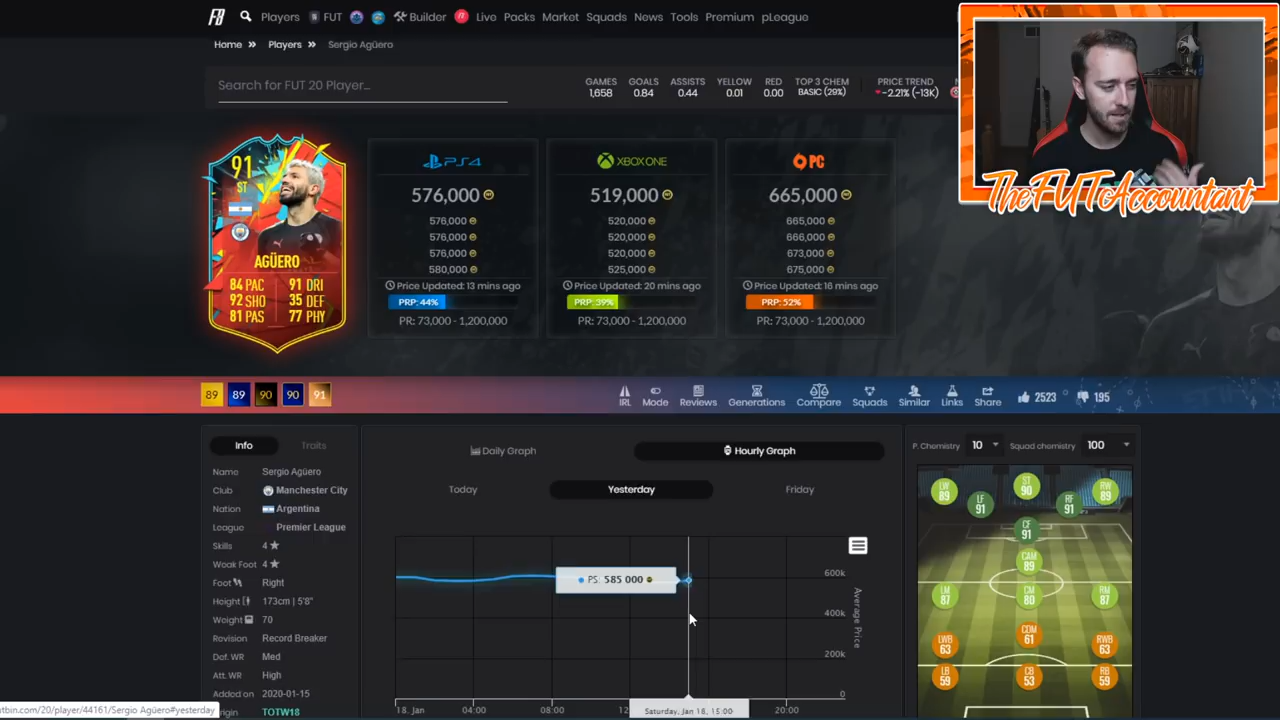 F8 Players FUT Builder Live Packs Market Squads News Tools Premium pLeague
Home » Players » Sergio Agüero
Search for FUT 20 Player...
GAMES GOALS ASSISTS YELLOW RED TOP 3 CHEM PRICE TREND
1,658 0.84 0.44 0.01 0.00 BASIC (29%) -2.21% (-13K)
TheFUTAccountant
91
ST
AGÜERO
84 PAC 91 DRI
92 SHO 35 DEF
81 PAS 77 PHY
PS4 XBOX ONE PC
576,000 519,000 665,000
576,000 520,000 665,000
576,000 520,000 666,000
576,000 520,000 673,000
580,000 525,000 675,000
Price Updated: 13 mins ago Price Updated: 20 mins ago Price Updated: 16 mins ago
PRP: 44% PRP: 39% PRP: 52%
PR: 73,000 - 1,200,000 PR: 73,000 - 1,200,000 PR: 73,000 - 1,200,000
89 89 90 90 91
IRL Mode Reviews Generations Compare Squads Similar Links Share 2523 195
Info Traits
Name Sergio Agüero
Club Manchester City
Nation Argentina
League Premier League
Skills 4
Weak Foot 4
Foot Right
Height 173cm | 5'8"
Weight 70
Revision Record Breaker
Def. WR Med
Att. WR High
Added on 2020-01-15
Origin TOTW18
Daily Graph Hourly Graph
Today Yesterday Friday
PS: 585 000
600k
400k
200k
0
Average Price
18. Jan 04:00 08:00 12 20:00
Saturday, Jan 18, 15:00
P. Chemistry 10 Squad chemistry 100
LW 89
ST 90
RW 89
LF 91
RF 91
CF 91
CAM 89
LM 87
CM 80
RM 87
CDM 61
LWB 63
RWB 63
LB 59
CB 53
RB 59
utbin.com/20/player/44161/Sergio Agüero#yesterday